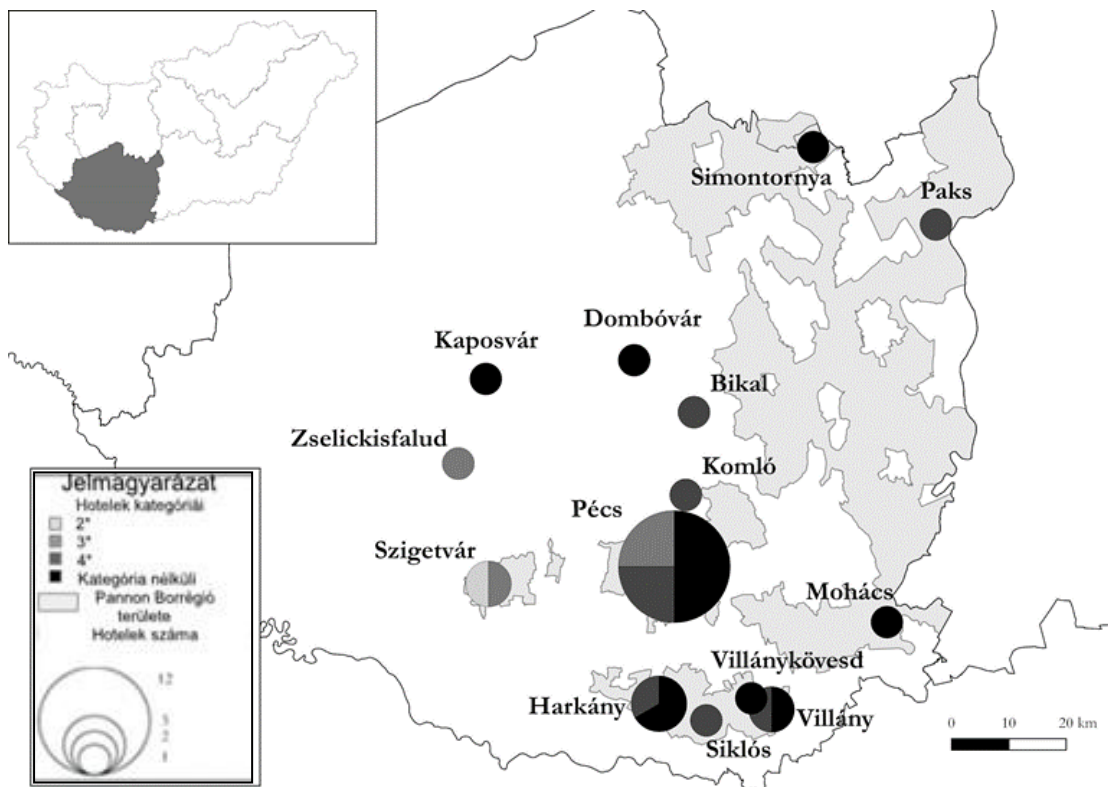 Simontornya
Paks
Dombóvár
Kaposvár
Bikal
Zselickisfalud
Komló
Pécs
Szigetvár
Mohács
Villánykövesd
Harkány
Villány
Siklós
Jelmagyarázat
Hotelek kategóriái
2*
3*
4*
Kategória nélküli
Pannon Borrégió
területe
Hotelek száma
12
2
1
0 10 20 km